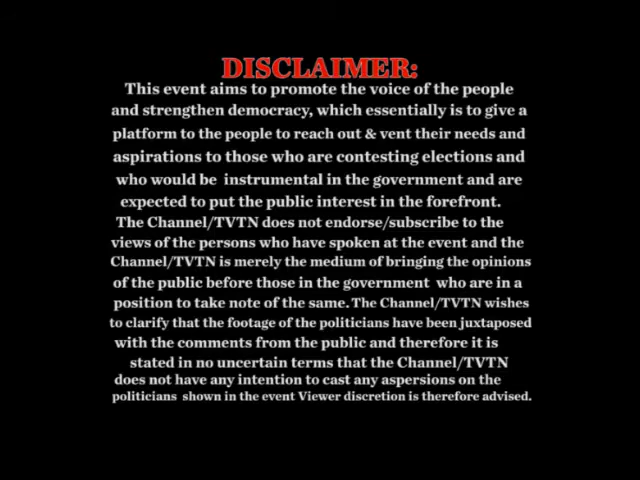 DISCLAIMER:
This event aims to promote the voice of the people
and strengthen democracy, which essentially is to give a
platform to the people to reach out & vent their needs and
aspirations to those who are contesting elections and
who would be instrumental in the government and are
expected to put the public interest in the forefront.
The Channel/TVTN does not endorse/subscribe to the
views of the persons who have spoken at the event and the
Channel/TVTN is merely the medium of bringing the opinions
of the public before those in the government who are in a
position to take note of the same. The Channel/TVTN wishes
to clarify that the footage of the politicians have been juxtaposed
with the comments from the public and therefore it is
stated in no uncertain terms that the Channel/TVTN
does not have any intention to cast any aspersions on the
politicians shown in the event Viewer discretion is therefore advised.